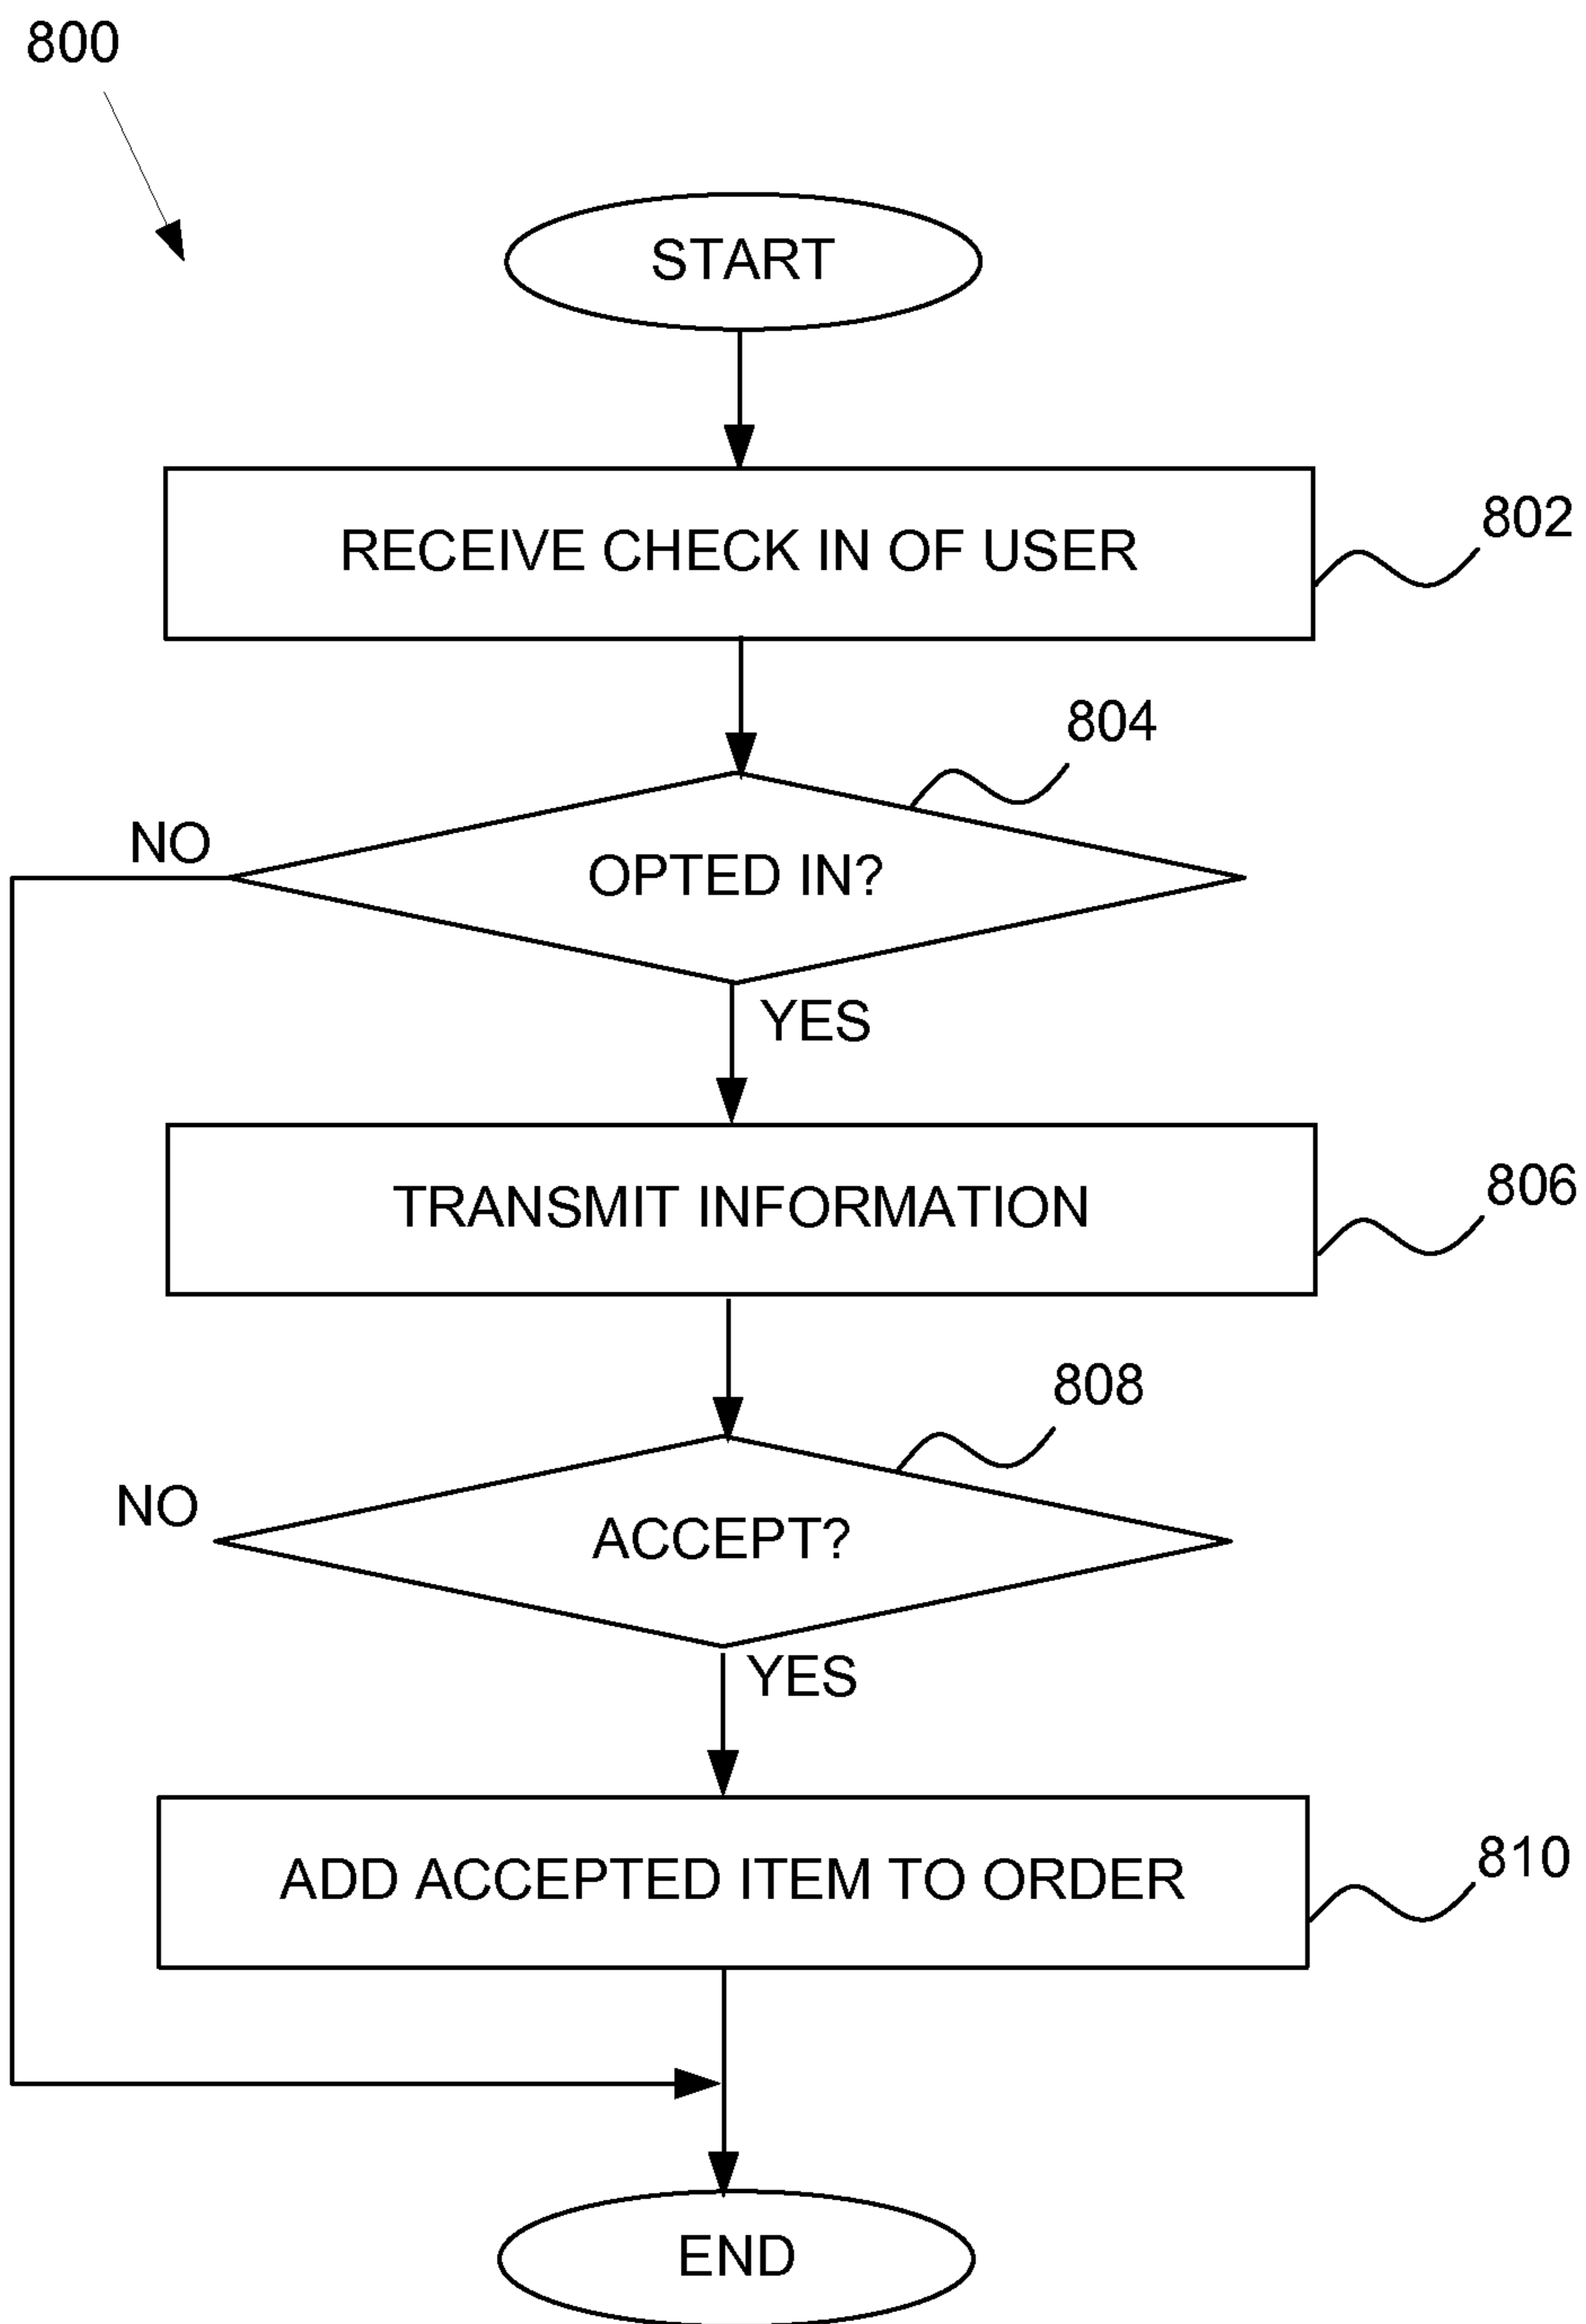 800
START
RECEIVE CHECK IN OF USER
802
804
NO
OPTED IN?
YES
TRANSMIT INFORMATION
806
808
NO
ACCEPT?
YES
ADD ACCEPTED ITEM TO ORDER
810
END